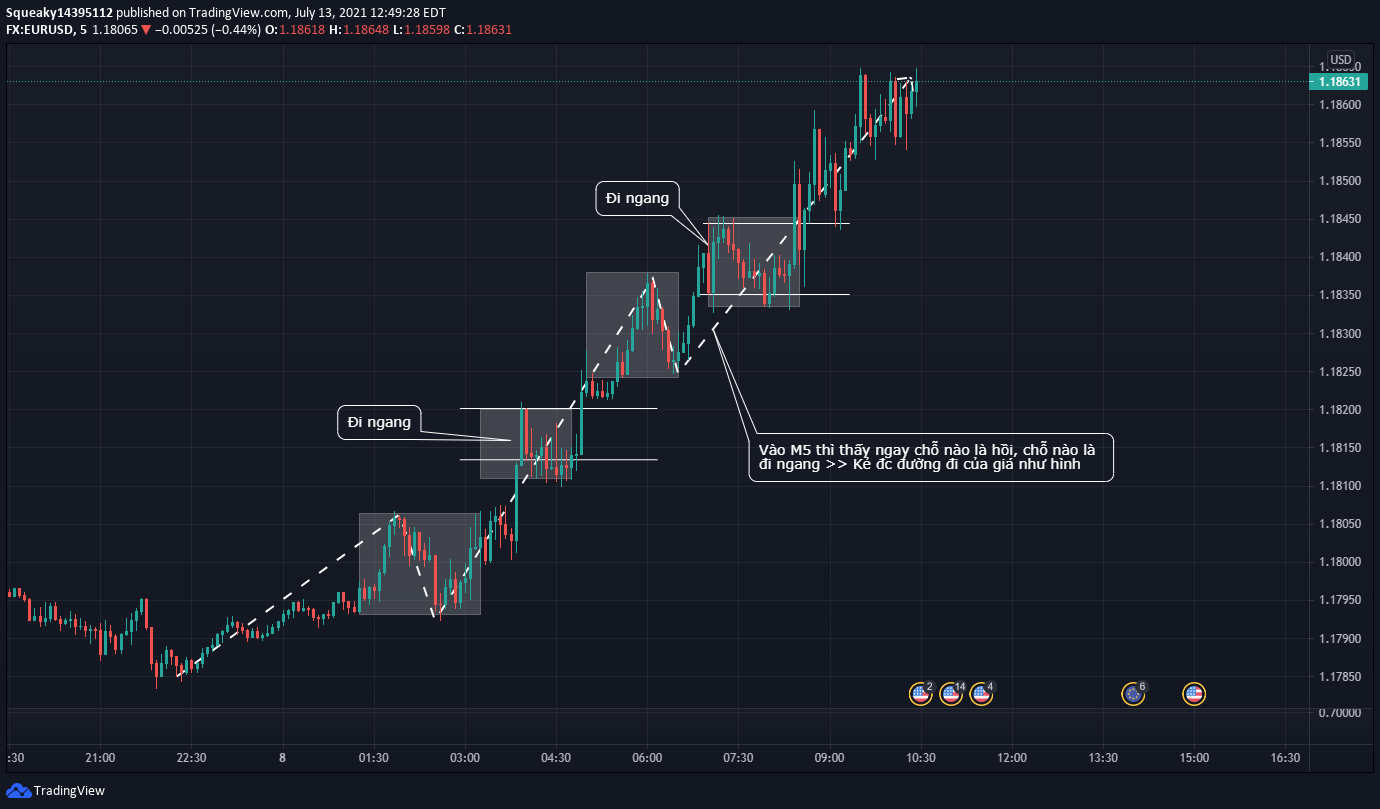 Squeaky14395112 published on TradingView.com, July 13, 2021 12:49:28 EDT
FX:EURUSD, 5 1.18065 ▼ −0.00525 (−0.44%) O:1.18618 H:1.18648 L:1.18598 C:1.18631
USD
1.18631
1.18600
1.18550
1.18500
Đi ngang
1.18450
1.18400
1.18350
1.18300
1.18250
1.18200
Đi ngang
Vào M5 thì thấy ngay chỗ nào là hồi, chỗ nào là
đi ngang >> Kẻ đc đường đi của giá như hình
1.18150
1.18100
1.18050
1.18000
1.17950
1.17900
1.17850
2 14 4 6
0.70000
:30 21:00 22:30 8 01:30 03:00 04:30 06:00 07:30 09:00 10:30 12:00 13:30 15:00 16:30
TradingView